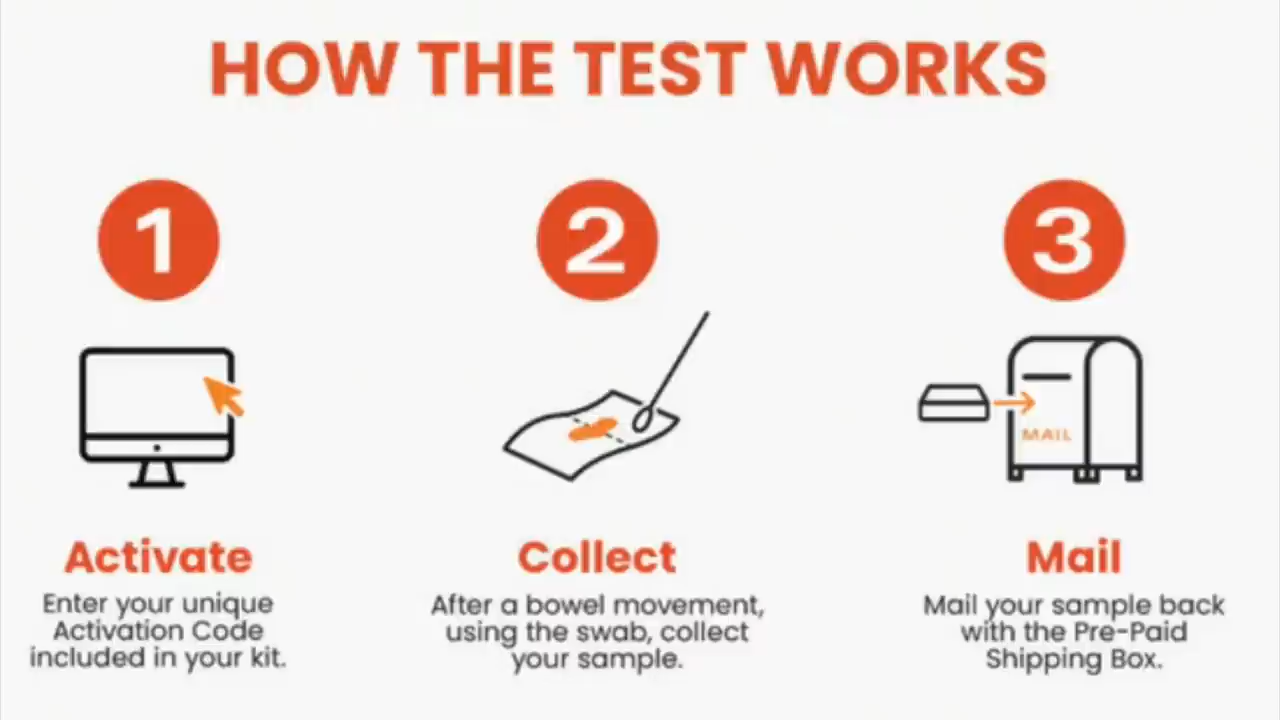 HOW THE TEST WORKS
1
2
3
MAIL
Activate
Enter your unique
Activation Code
included in your kit.
Collect
After a bowel movement,
using the swab, collect
your sample.
Mail
Mail your sample back
with the Pre-Paid
Shipping Box.